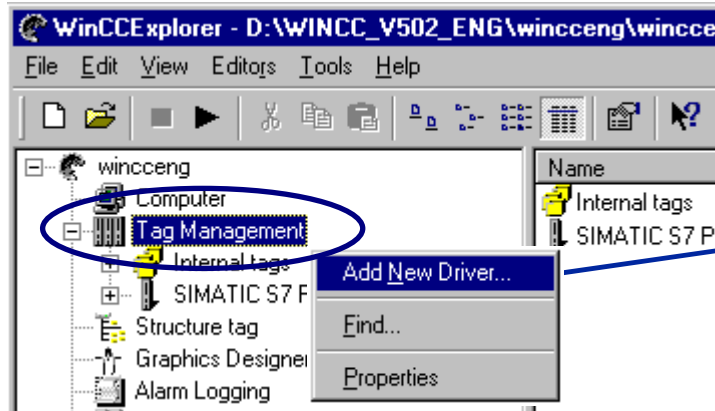 WinCCExplorer - D:\WINCC_V502_ENG\wincceng\wincce
File Edit View Editors Tools Help
wincceng
Name
Computer
Internal tags
Tag Management
SIMATIC S7 P
Internal tags
Add New Driver...
SIMATIC S7 P
Structure tag
Find...
Graphics Designer
Properties
Alarm Logging